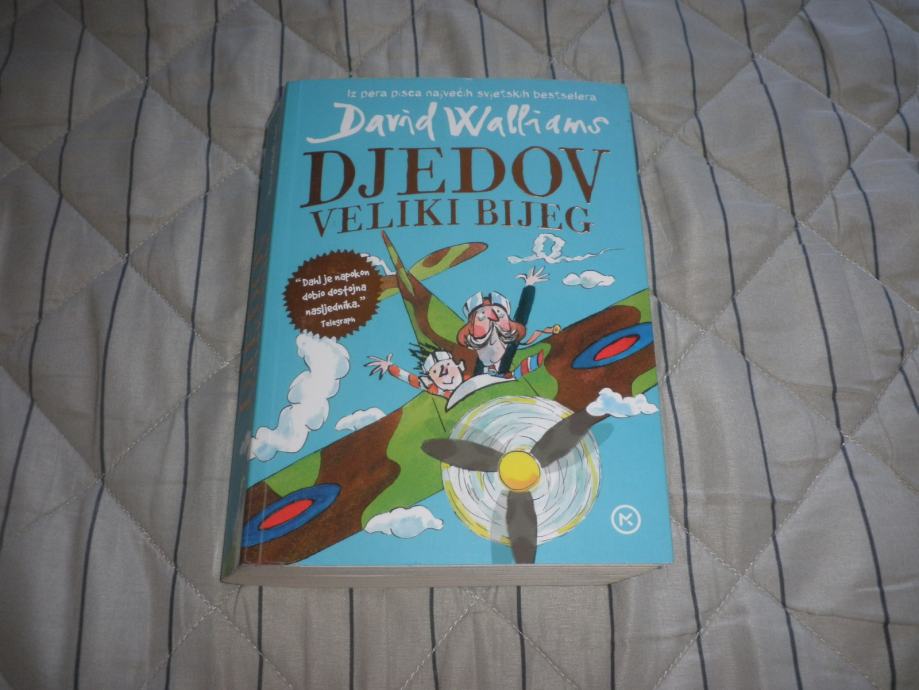 Iz pera pisca najvećih svjetskih bestselera
David Walliams
DJEDOV
VELIKI BIJEG
"Dahl je napokon
dobio dostojna
nasljednika."
Telegraph